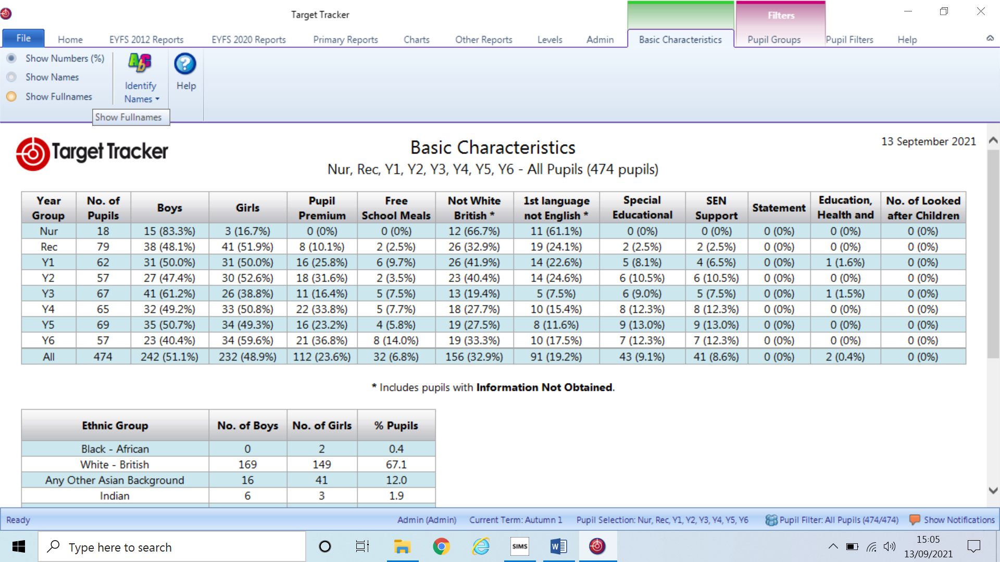 Target Tracker
Filters
File Home EYFS 2012 Reports EYFS 2020 Reports Primary Reports Charts Other Reports Levels Admin Basic Characteristics Pupil Groups Pupil Filters Help
Show Numbers (%)
Show Names
Show Fullnames
Identify Names
Help
Show Fullnames
Target Tracker
Basic Characteristics
13 September 2021
Nur, Rec, Y1, Y2, Y3, Y4, Y5, Y6 - All Pupils (474 pupils)
Year Group No. of Pupils Boys Girls Pupil Premium Free School Meals Not White British * 1st language not English * Special Educational SEN Support Statement Education, Health and No. of Looked after Children
Nur 18 15 (83.3%) 3 (16.7%) 0 (0%) 0 (0%) 12 (66.7%) 11 (61.1%) 0 (0%) 0 (0%) 0 (0%) 0 (0%) 0 (0%)
Rec 79 38 (48.1%) 41 (51.9%) 8 (10.1%) 2 (2.5%) 26 (32.9%) 19 (24.1%) 2 (2.5%) 2 (2.5%) 0 (0%) 0 (0%) 0 (0%)
Y1 62 31 (50.0%) 31 (50.0%) 16 (25.8%) 6 (9.7%) 26 (41.9%) 14 (22.6%) 5 (8.1%) 4 (6.5%) 0 (0%) 1 (1.6%) 0 (0%)
Y2 57 27 (47.4%) 30 (52.6%) 18 (31.6%) 2 (3.5%) 23 (40.4%) 14 (24.6%) 6 (10.5%) 6 (10.5%) 0 (0%) 0 (0%) 0 (0%)
Y3 67 41 (61.2%) 26 (38.8%) 11 (16.4%) 5 (7.5%) 13 (19.4%) 5 (7.5%) 6 (9.0%) 5 (7.5%) 0 (0%) 1 (1.5%) 0 (0%)
Y4 65 32 (49.2%) 33 (50.8%) 22 (33.8%) 5 (7.7%) 18 (27.7%) 10 (15.4%) 8 (12.3%) 8 (12.3%) 0 (0%) 0 (0%) 0 (0%)
Y5 69 35 (50.7%) 34 (49.3%) 16 (23.2%) 4 (5.8%) 19 (27.5%) 8 (11.6%) 9 (13.0%) 9 (13.0%) 0 (0%) 0 (0%) 0 (0%)
Y6 57 23 (40.4%) 34 (59.6%) 21 (36.8%) 8 (14.0%) 19 (33.3%) 10 (17.5%) 7 (12.3%) 7 (12.3%) 0 (0%) 0 (0%) 0 (0%)
All 474 242 (51.1%) 232 (48.9%) 112 (23.6%) 32 (6.8%) 156 (32.9%) 91 (19.2%) 43 (9.1%) 41 (8.6%) 0 (0%) 2 (0.4%) 0 (0%)
* Includes pupils with Information Not Obtained.
Ethnic Group No. of Boys No. of Girls % Pupils
Black - African 0 2 0.4
White - British 169 149 67.1
Any Other Asian Background 16 41 12.0
Indian 6 3 1.9
Ready Admin (Admin) Current Term: Autumn 1 Pupil Selection: Nur, Rec, Y1, Y2, Y3, Y4, Y5, Y6 Pupil Filter: All Pupils (474/474) Show Notifications
Type here to search
SIMS
15:05
13/09/2021